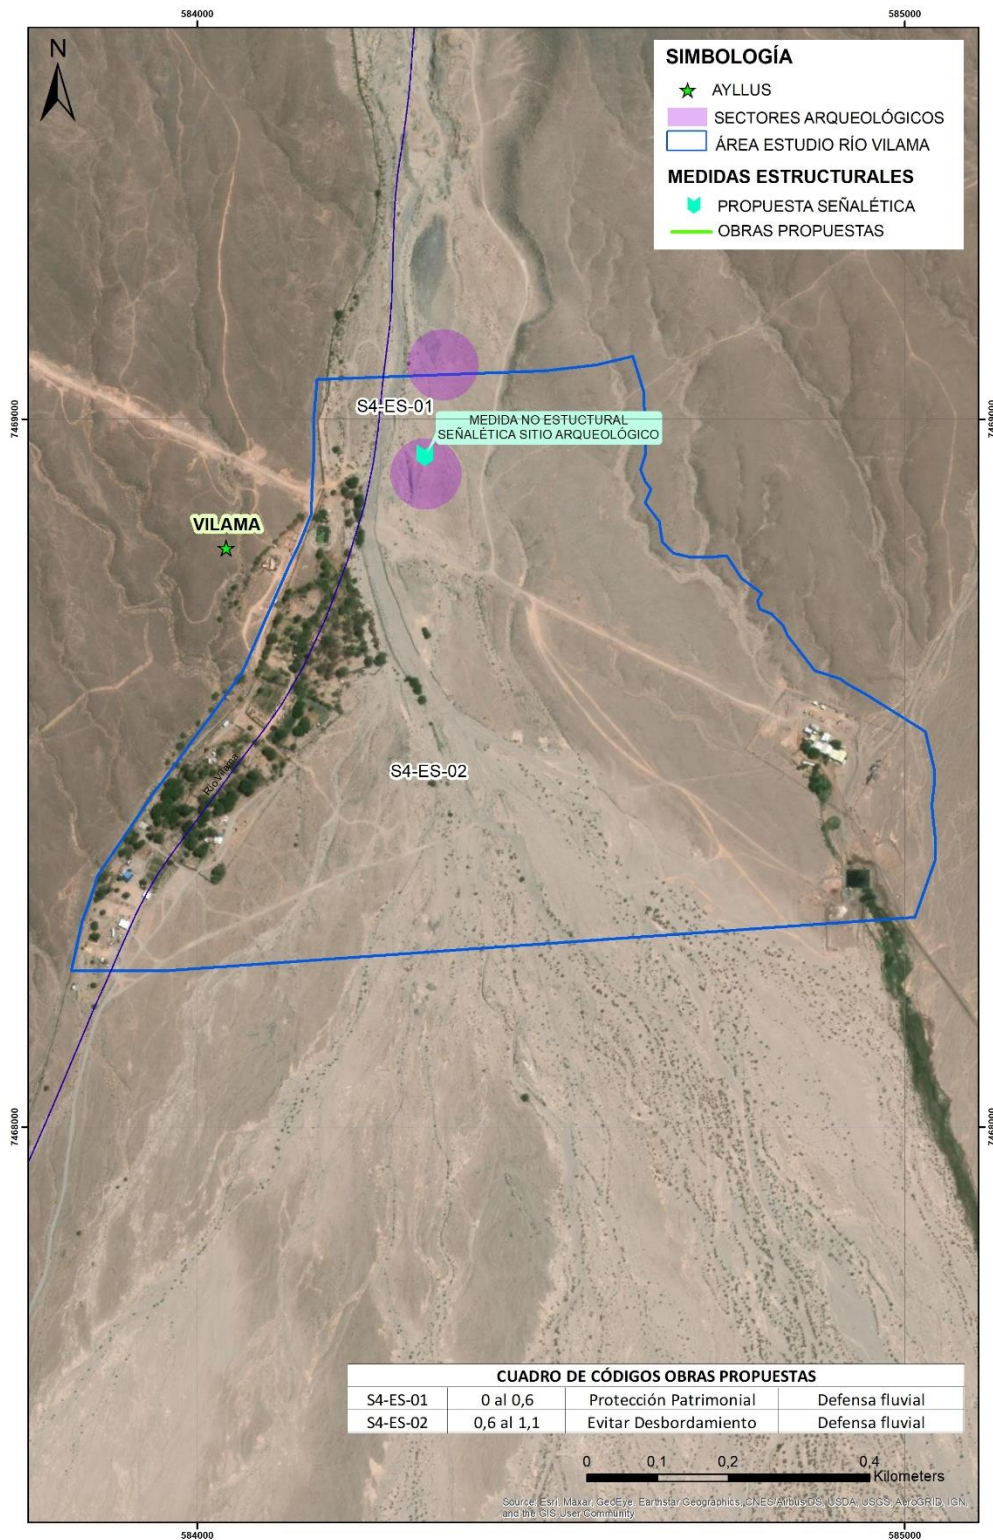 584000
585000
N
SIMBOLOGÍA
AYLLUS
SECTORES ARQUEOLÓGICOS
ÁREA ESTUDIO RÍO VILAMA
MEDIDAS ESTRUCTURALES
PROPUESTA SEÑALÉTICA
OBRAS PROPUESTAS
7469000
7469000
S4-ES-01
MEDIDA NO ESTUCTURAL
SEÑALÉTICA SITIO ARQUEOLÓGICO
VILAMA
Río Vilama
S4-ES-02
7468000
7468000
CUADRO DE CÓDIGOS OBRAS PROPUESTAS
S4-ES-01 0 al 0,6 Protección Patrimonial Defensa fluvial
S4-ES-02 0,6 al 1,1 Evitar Desbordamiento Defensa fluvial
0 0,1 0,2 0,4
Kilometers
Source: Esri, Maxar, GeoEye, Earthstar Geographics, CNES/Airbus DS, USDA, USGS, AeroGRID, IGN,
and the GIS User Community
584000
585000